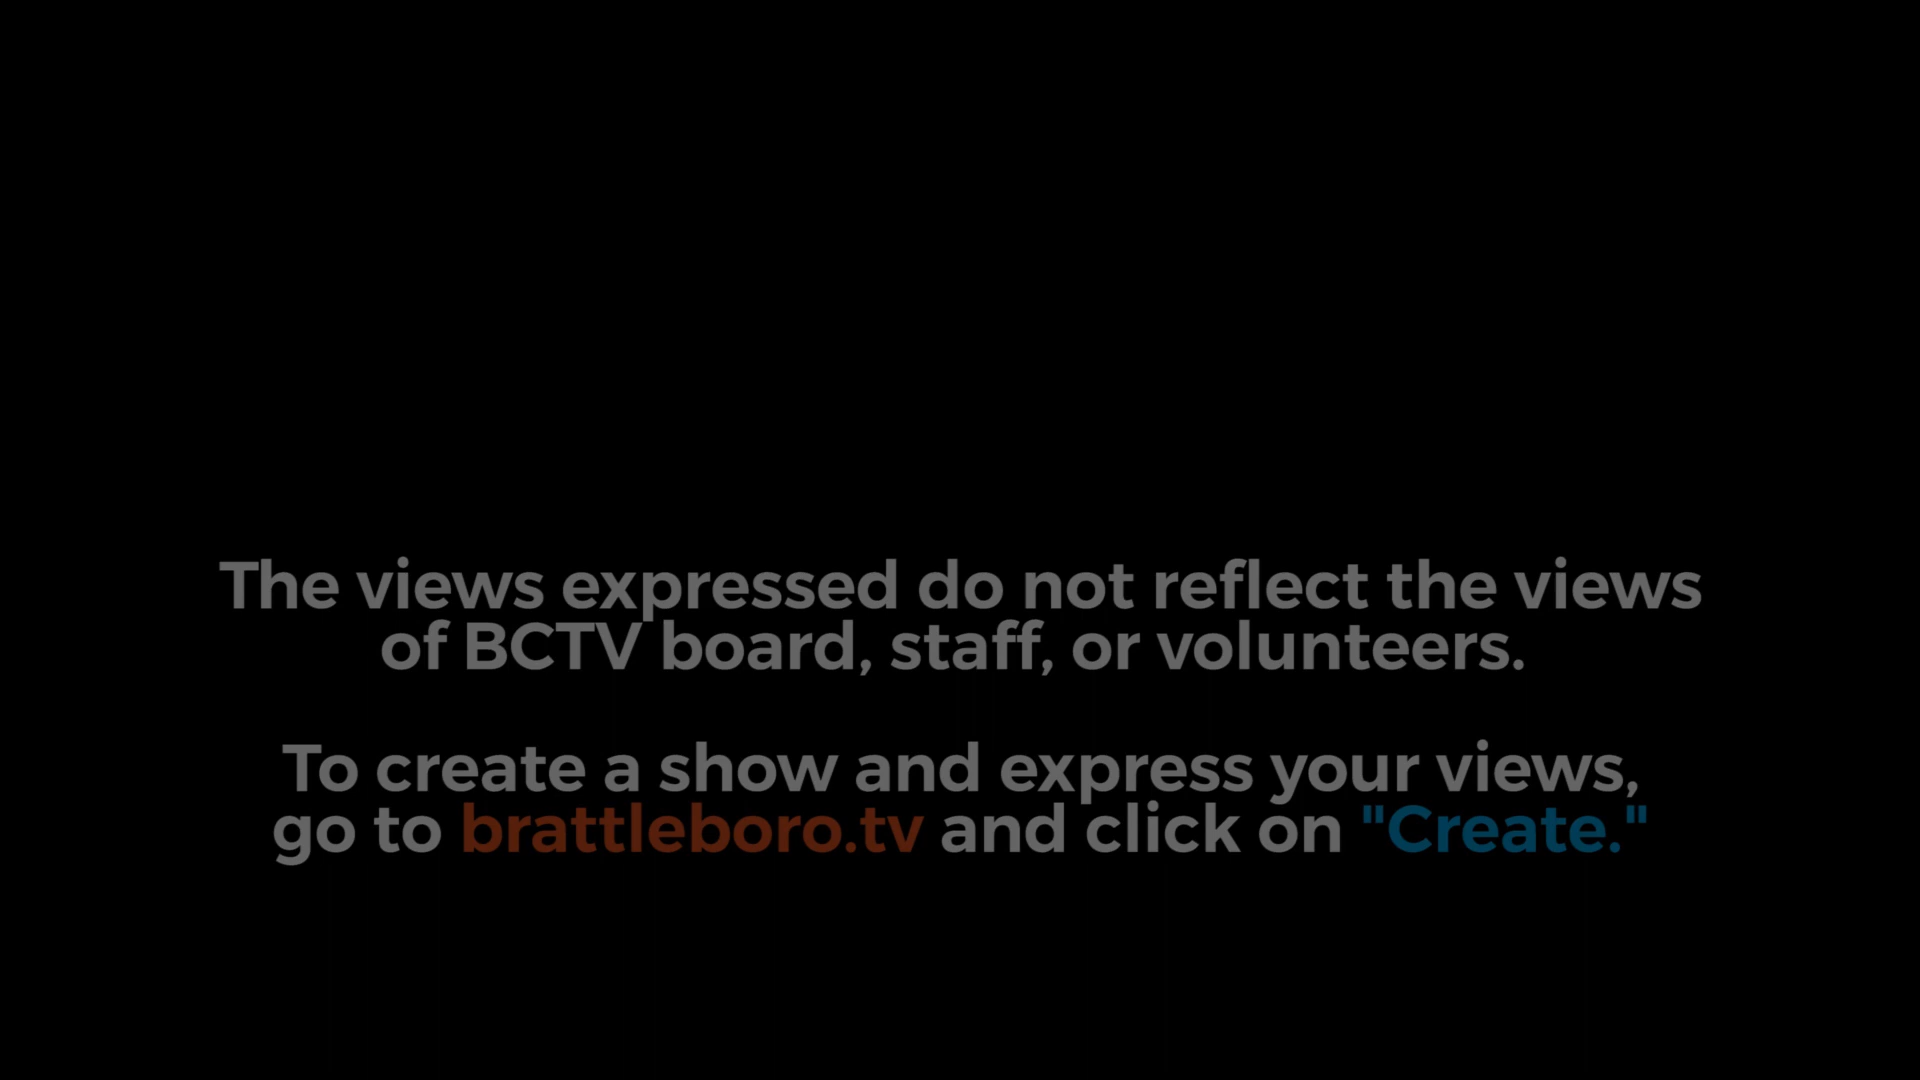 The views expressed do not reflect the views
of BCTV board, staff, or volunteers.
To create a show and express your views,
go to brattleboro.tv and click on "Create."